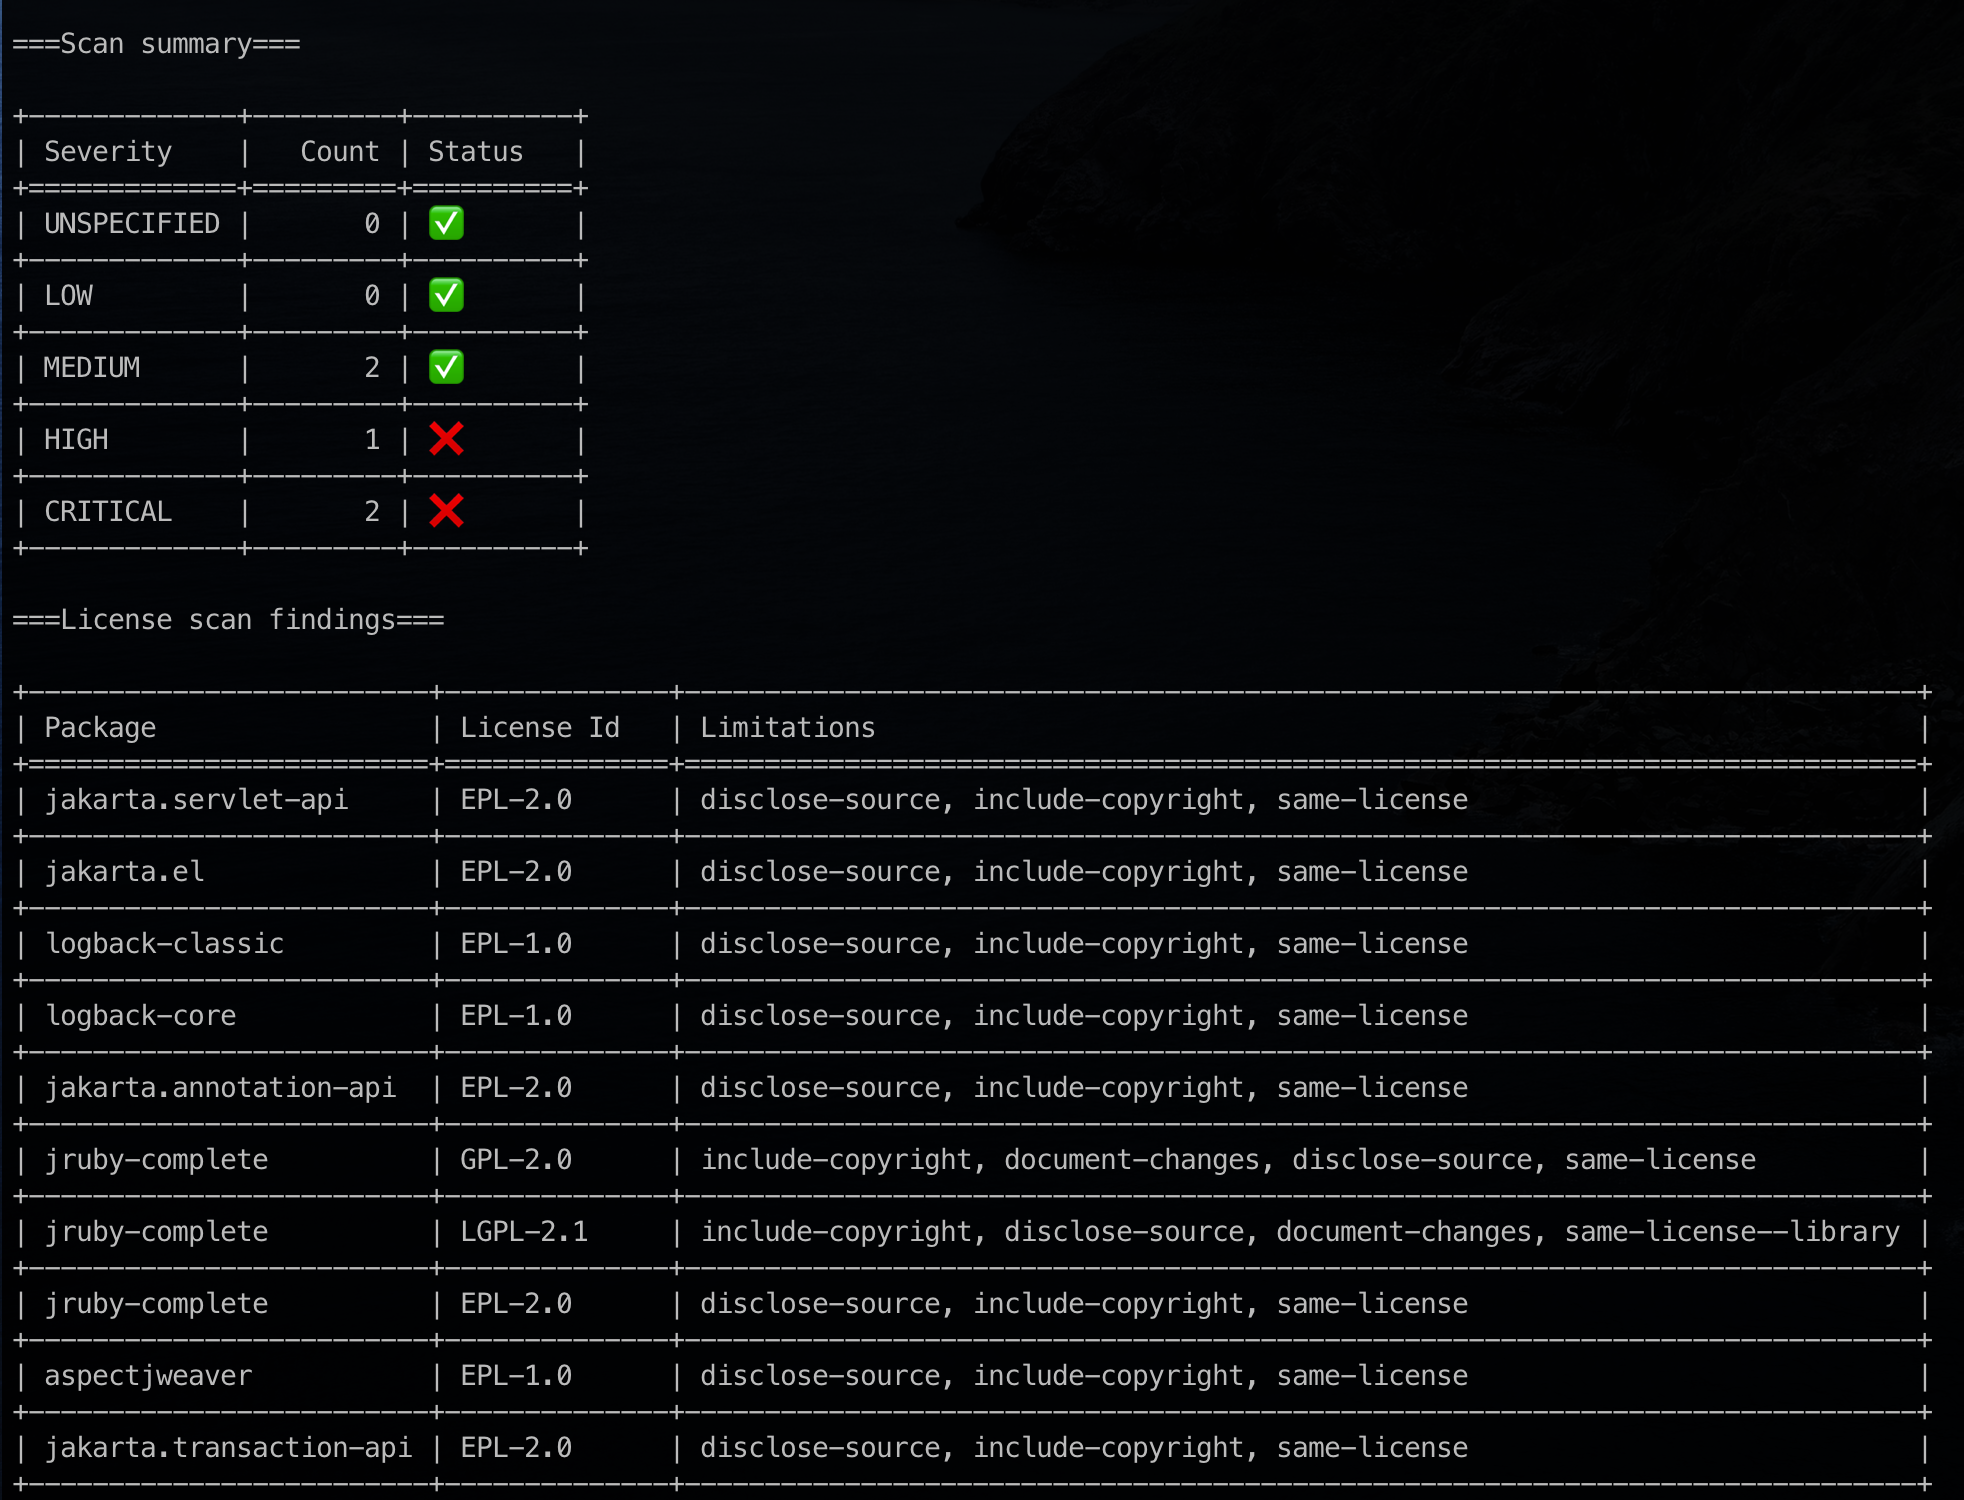 ===Scan summary===
+-------------+---------+----------+
| Severity    |   Count | Status   |
+=============+=========+==========+
| UNSPECIFIED |       0 | ✅       |
+-------------+---------+----------+
| LOW         |       0 | ✅       |
+-------------+---------+----------+
| MEDIUM      |       2 | ✅       |
+-------------+---------+----------+
| HIGH        |       1 | ❌       |
+-------------+---------+----------+
| CRITICAL    |       2 | ❌       |
+-------------+---------+----------+
===License scan findings===
+-------------------------+--------------+-----------------------------------------------------------------------------+
| Package                 | License Id   | Limitations                                                                 |
+=========================+==============+=============================================================================+
| jakarta.servlet-api     | EPL-2.0      | disclose-source, include-copyright, same-license                            |
+-------------------------+--------------+-----------------------------------------------------------------------------+
| jakarta.el              | EPL-2.0      | disclose-source, include-copyright, same-license                            |
+-------------------------+--------------+-----------------------------------------------------------------------------+
| logback-classic         | EPL-1.0      | disclose-source, include-copyright, same-license                            |
+-------------------------+--------------+-----------------------------------------------------------------------------+
| logback-core            | EPL-1.0      | disclose-source, include-copyright, same-license                            |
+-------------------------+--------------+-----------------------------------------------------------------------------+
| jakarta.annotation-api  | EPL-2.0      | disclose-source, include-copyright, same-license                            |
+-------------------------+--------------+-----------------------------------------------------------------------------+
| jruby-complete          | GPL-2.0      | include-copyright, document-changes, disclose-source, same-license          |
+-------------------------+--------------+-----------------------------------------------------------------------------+
| jruby-complete          | LGPL-2.1     | include-copyright, disclose-source, document-changes, same-license--library |
+-------------------------+--------------+-----------------------------------------------------------------------------+
| jruby-complete          | EPL-2.0      | disclose-source, include-copyright, same-license                            |
+-------------------------+--------------+-----------------------------------------------------------------------------+
| aspectjweaver           | EPL-1.0      | disclose-source, include-copyright, same-license                            |
+-------------------------+--------------+-----------------------------------------------------------------------------+
| jakarta.transaction-api | EPL-2.0      | disclose-source, include-copyright, same-license                            |
+-------------------------+--------------+-----------------------------------------------------------------------------+